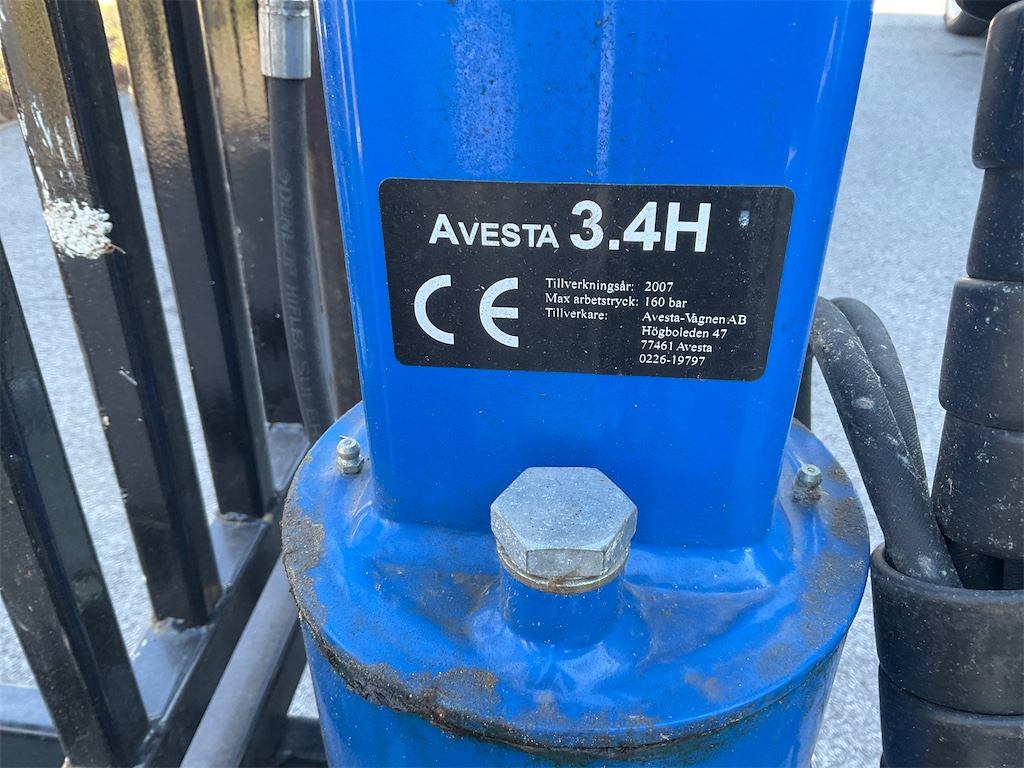 AVESTA 3.4H
CE
Tillverkningsår: 2007
Max arbetstryck: 160 bar
Tillverkare: Avesta-Vagnen AB
Högboleden 47
77461 Avesta
0226-19797